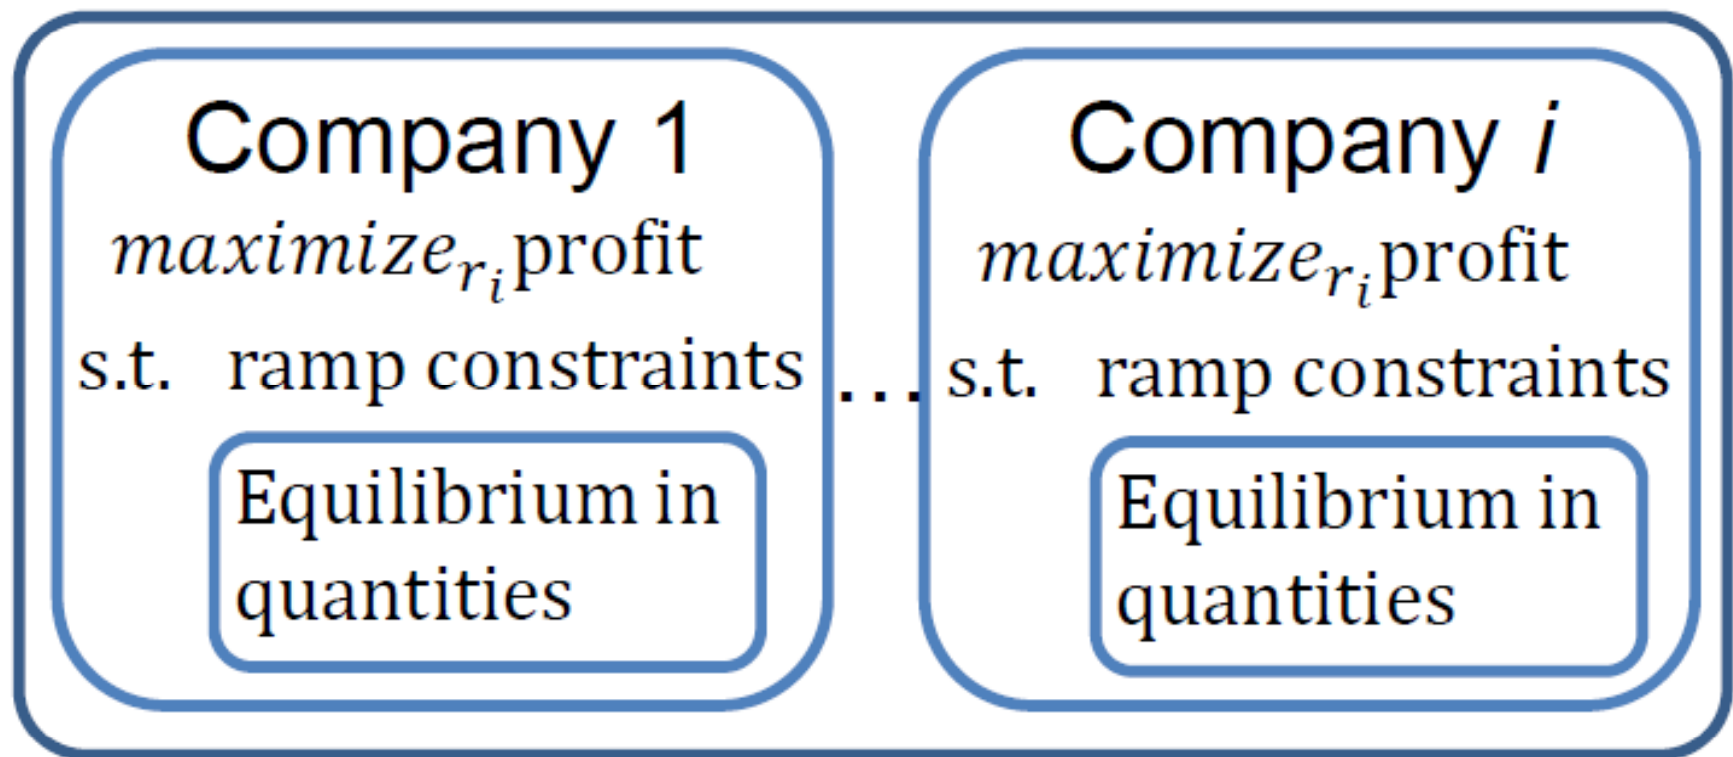 Company 1
maximize_{r_i} profit
s.t. ramp constraints
Equilibrium in
quantities
...
Company i
maximize_{r_i} profit
s.t. ramp constraints
Equilibrium in
quantities